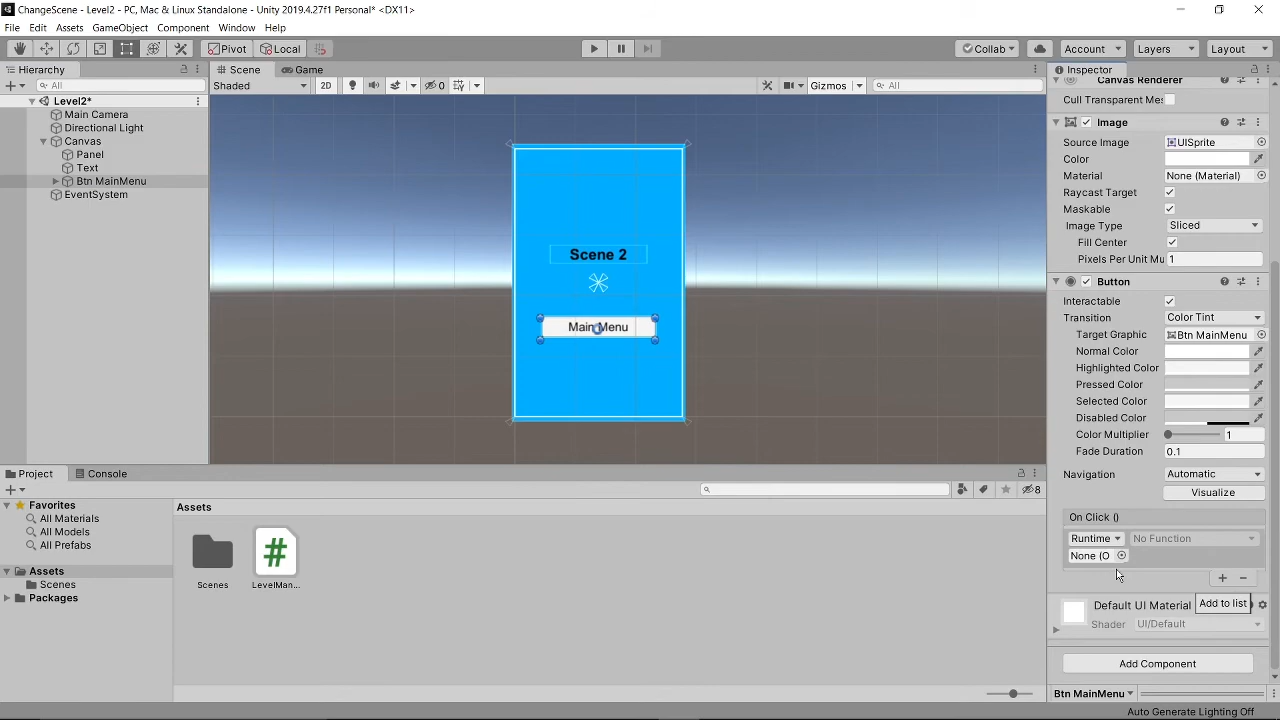 ChangeScene - Level2 - PC, Mac & Linux Standalone - Unity 2019.4.27f1 Personal* <DX11>
File Edit Assets GameObject Component Window Help
Pivot Local Collab Account Layers Layout
Hierarchy
All
Level2*
Main Camera
Directional Light
Canvas
Panel
Text
Btn MainMenu
EventSystem
Scene Game
Shaded 2D 0 Gizmos All
Scene 2
Main Menu
Inspector
Canvas Renderer
Cull Transparent Mes
Image
Source Image UISprite
Color
Material None (Material)
Raycast Target
Maskable
Image Type Sliced
Fill Center
Pixels Per Unit Mu 1
Button
Interactable
Transition Color Tint
Target Graphic Btn MainMenu
Normal Color
Highlighted Color
Pressed Color
Selected Color
Disabled Color
Color Multiplier 1
Fade Duration 0.1
Navigation Automatic
Visualize
On Click ()
Runtime No Function
None (O
Default UI Material
Add to list
Shader UI/Default
Add Component
Btn MainMenu
Project Console
8
Favorites
All Materials
All Models
All Prefabs
Assets
Scenes
Packages
Assets
Scenes
LevelMan...
#
Auto Generate Lighting Off